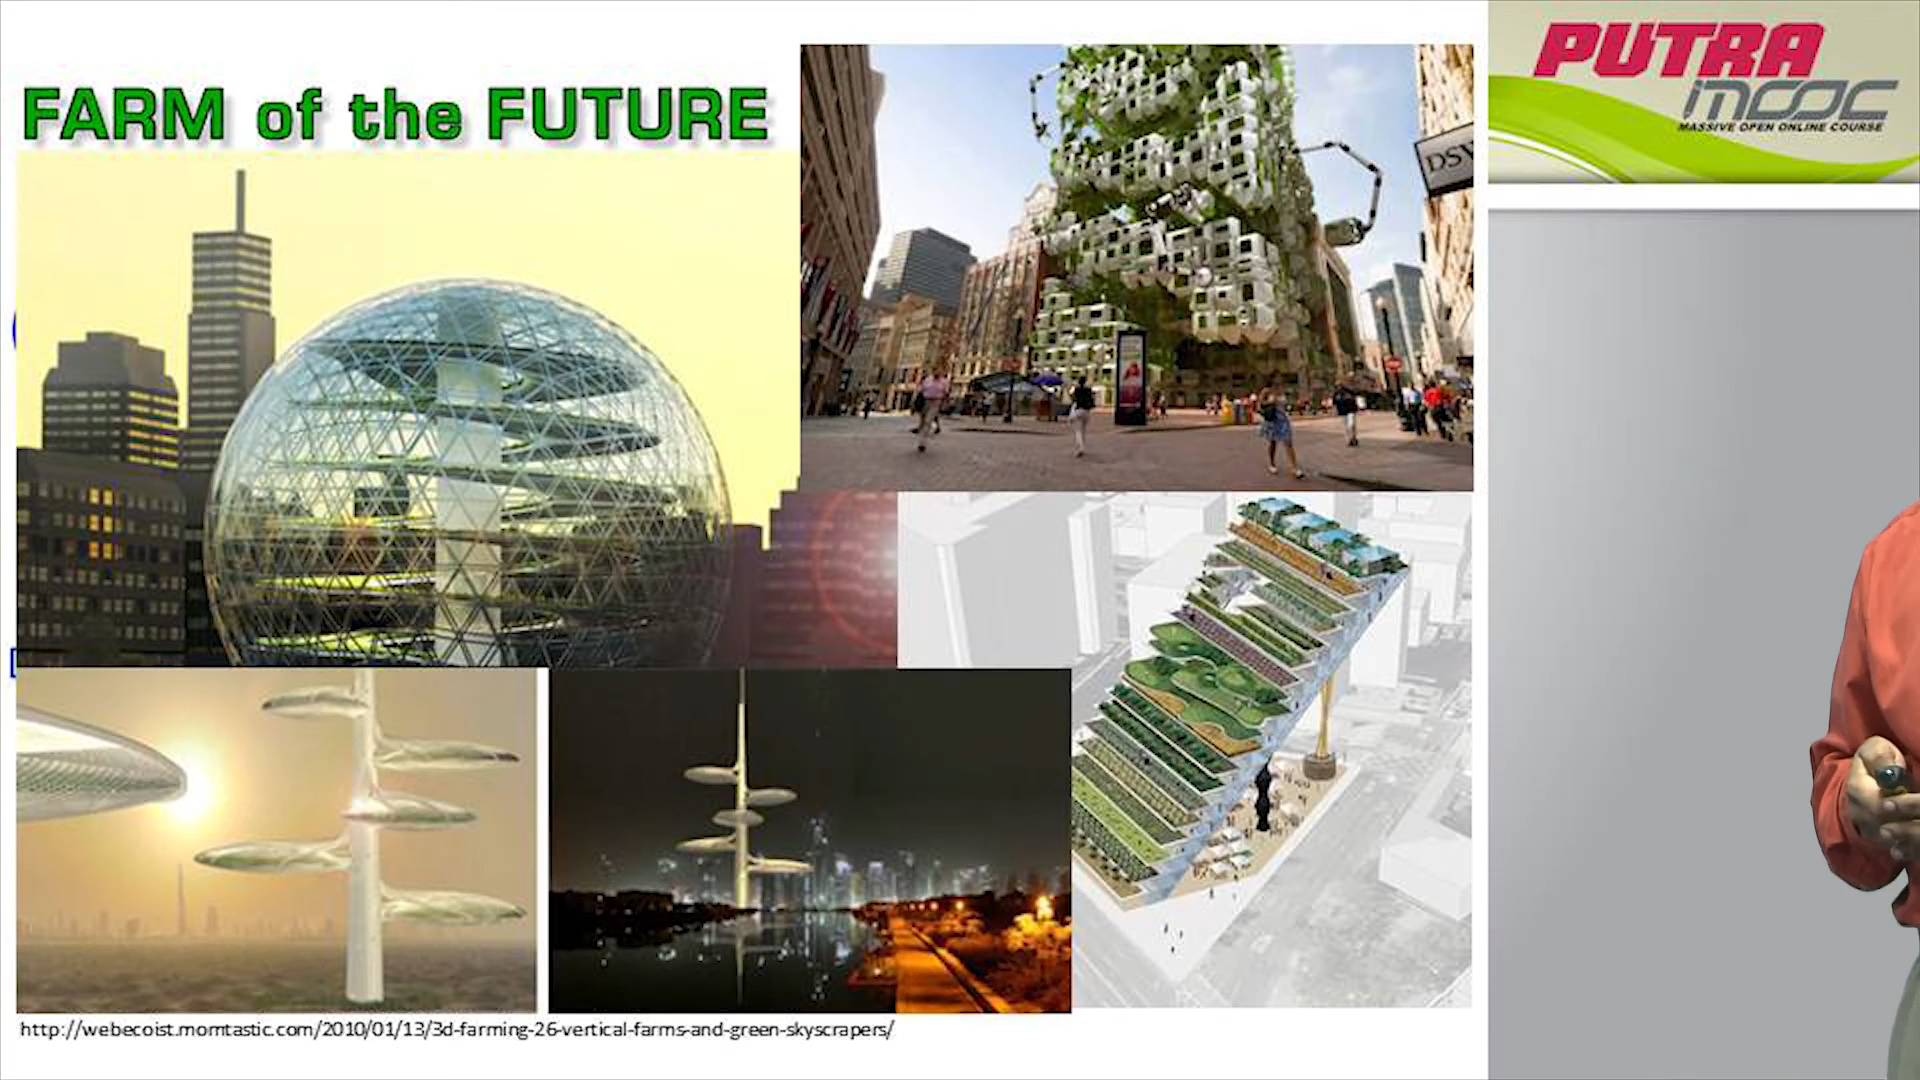 FARM of the FUTURE
PUTRA
mooc
MASSIVE OPEN ONLINE COURSE
DSW
http://webecoist.momtastic.com/2010/01/13/3d-farming-26-vertical-farms-and-green-skyscrapers/